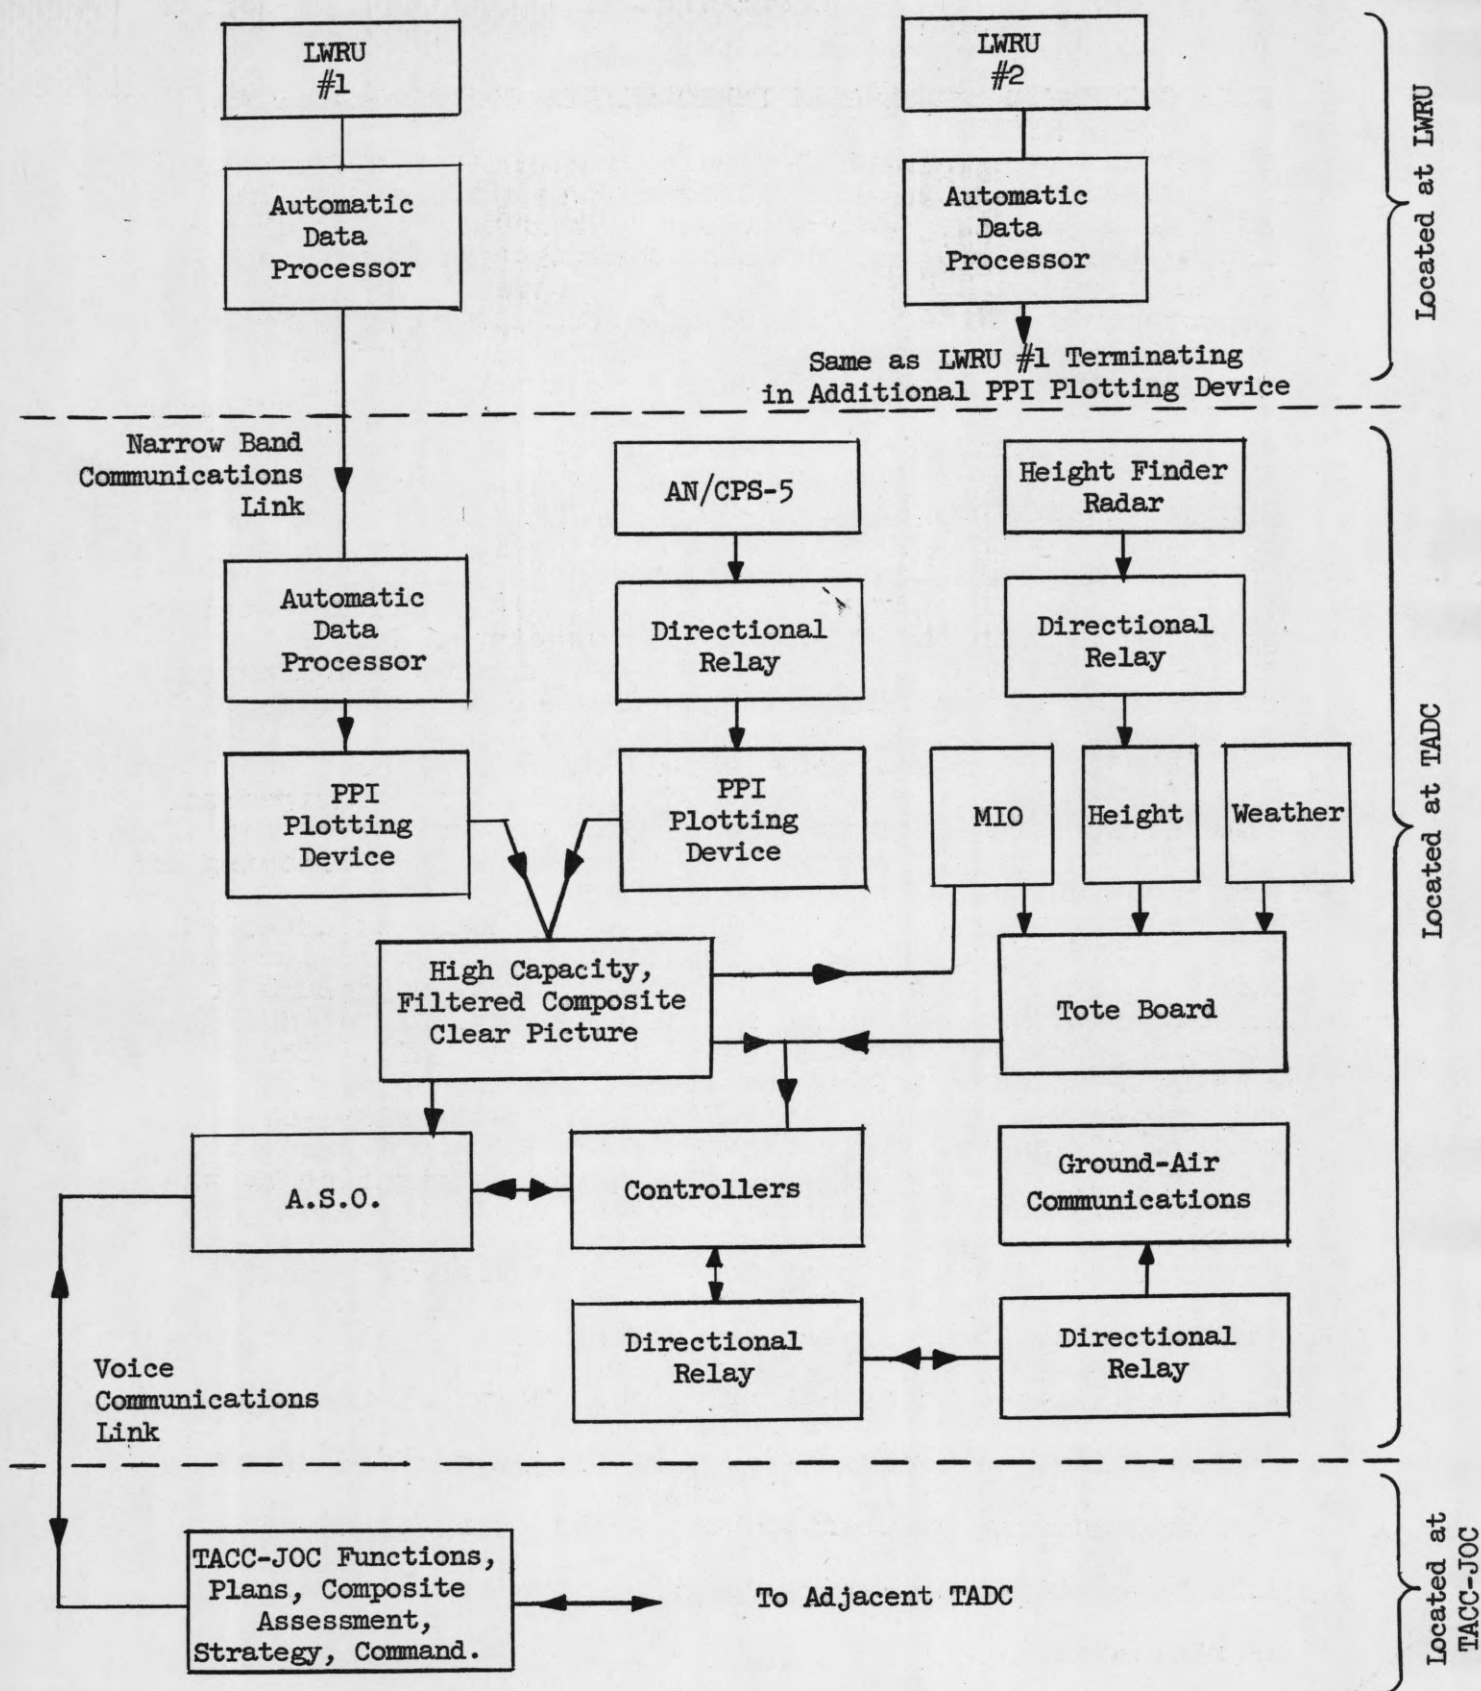 LWRU
#1
LWRU
#2
Automatic
Data
Processor
Automatic
Data
Processor
Same as LWRU #1 Terminating
in Additional PPI Plotting Device
Located at LWRU
Narrow Band
Communications
Link
AN/CPS-5
Height Finder
Radar
Automatic
Data
Processor
Directional
Relay
Directional
Relay
PPI
Plotting
Device
PPI
Plotting
Device
MIO
Height
Weather
High Capacity,
Filtered Composite
Clear Picture
Tote Board
A.S.O.
Controllers
Ground-Air
Communications
Directional
Relay
Directional
Relay
Voice
Communications
Link
Located at TADC
TACC-JOC Functions,
Plans, Composite
Assessment,
Strategy, Command.
To Adjacent TADC
Located at
TACC-JOC